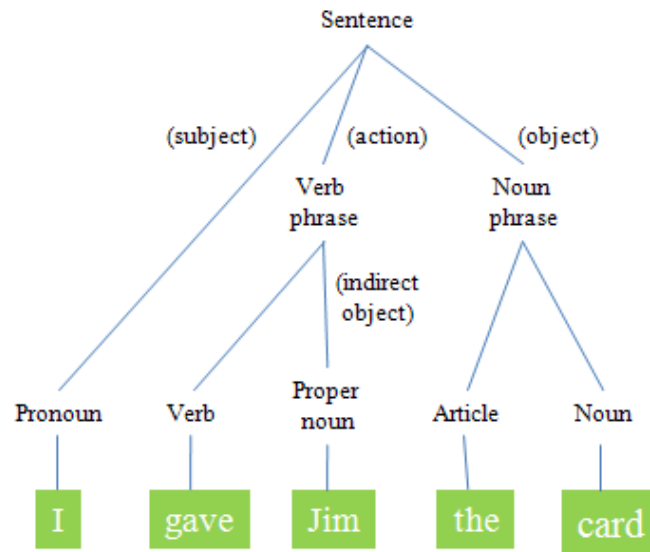 Sentence
(subject) (action) (object)
Verb phrase
Noun phrase
(indirect object)
Pronoun Verb Proper noun Article Noun
I gave Jim the card